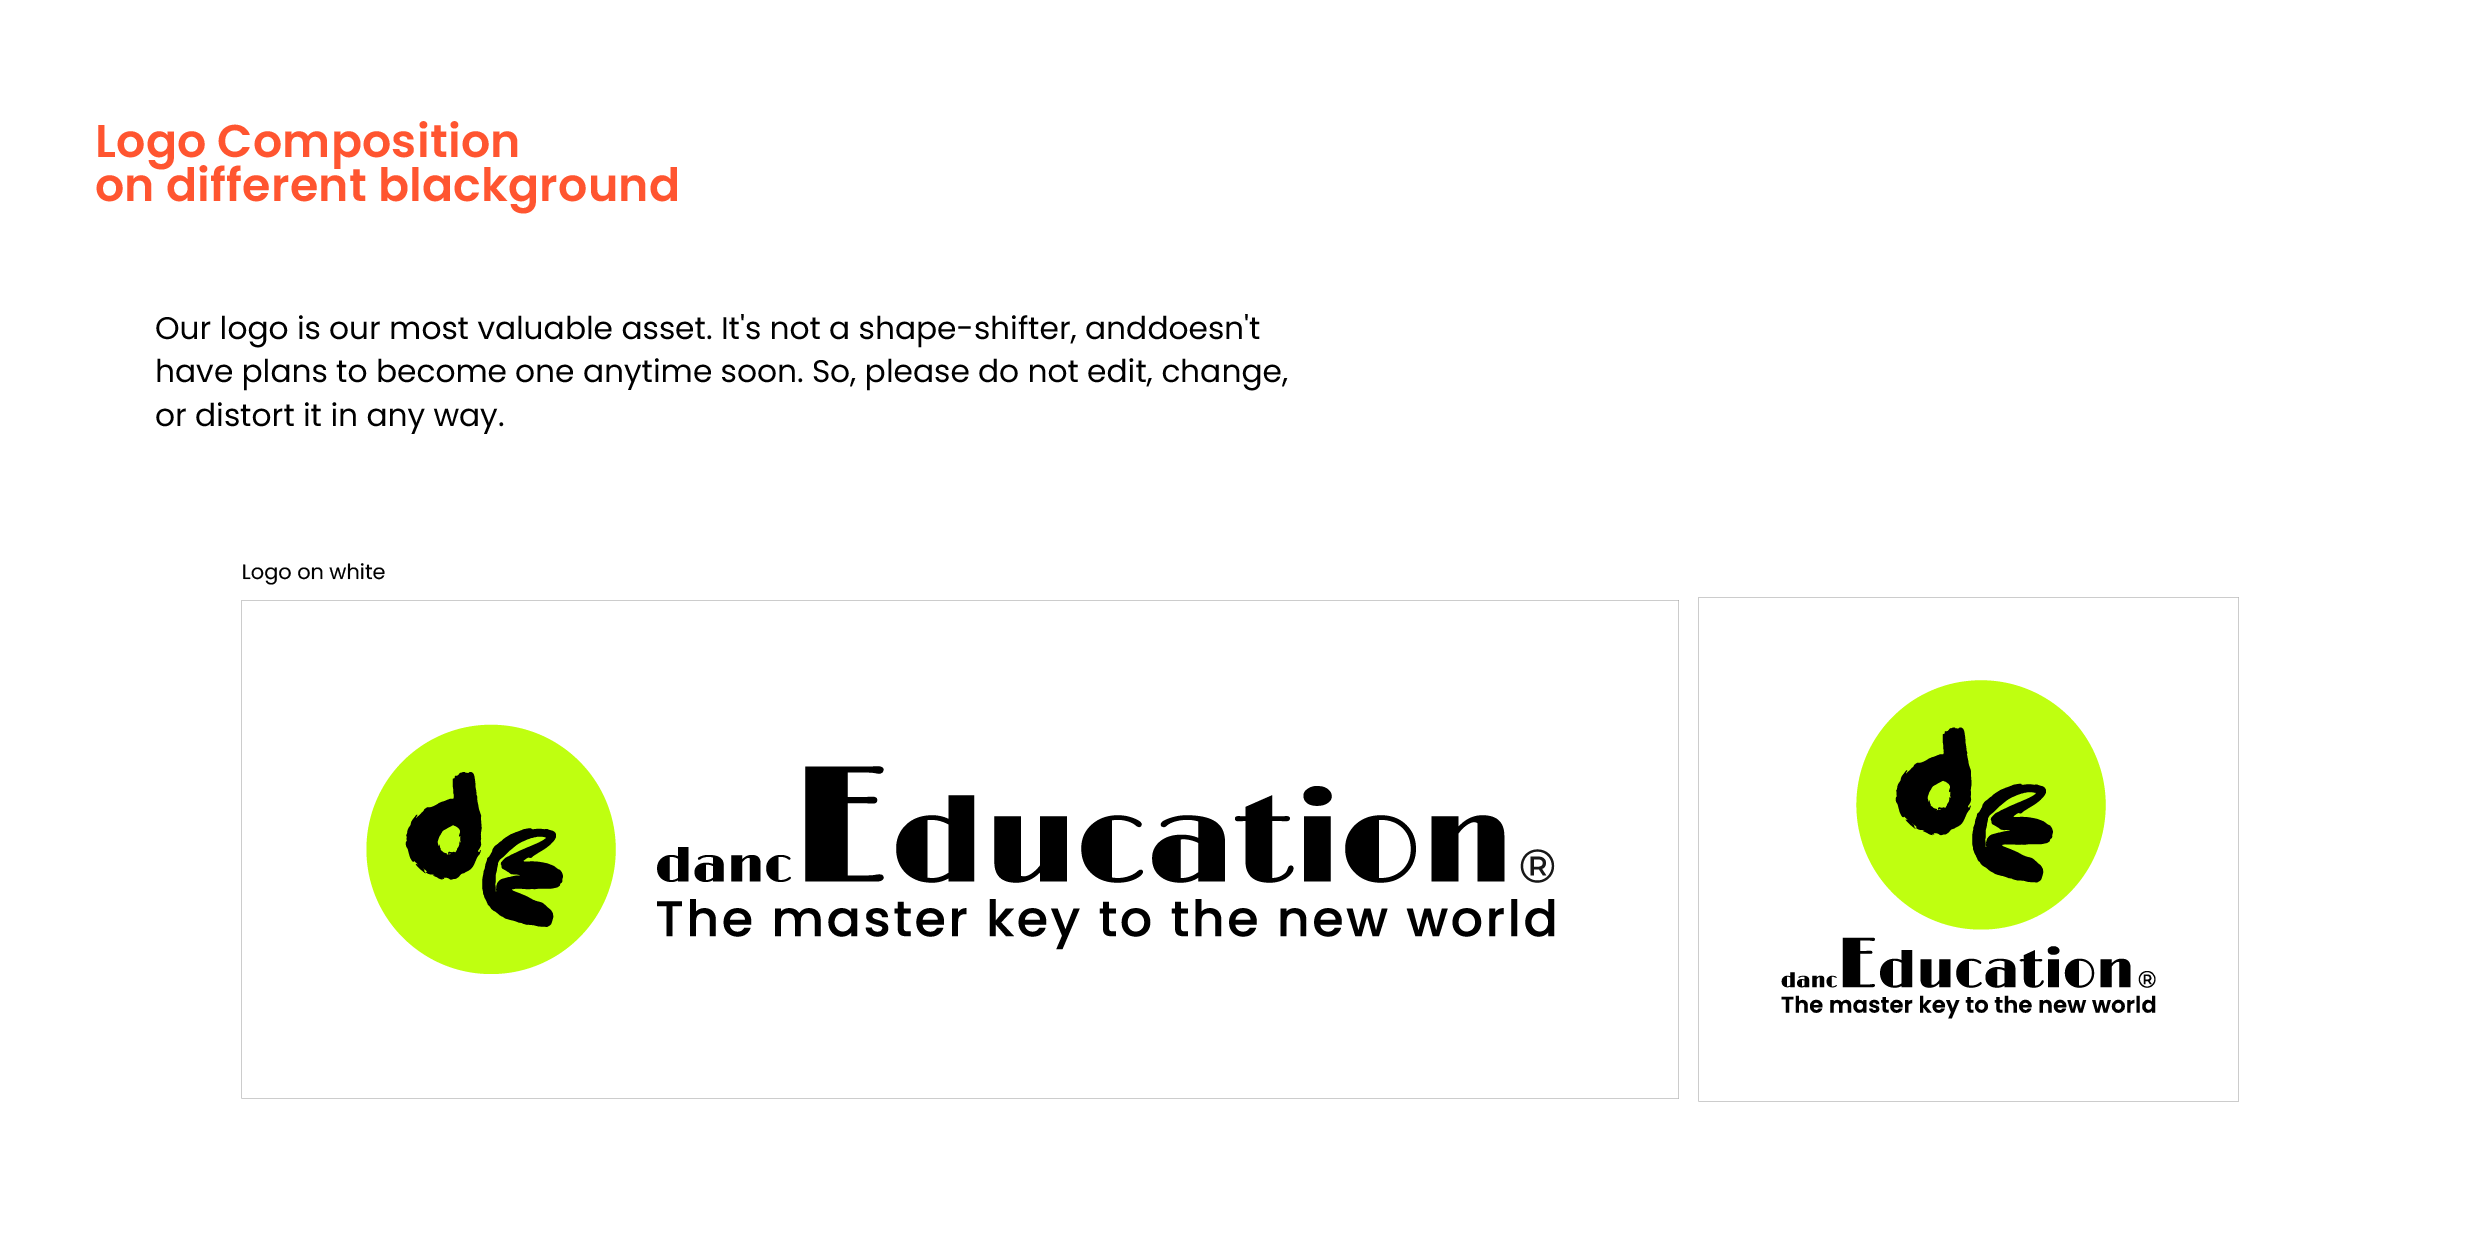 Logo Composition
on different blackground
Our logo is our most valuable asset. It's not a shape-shifter, anddoesn't
have plans to become one anytime soon. So, please do not edit, change,
or distort it in any way.
Logo on white
dE
dancEducation®
The master key to the new world
dE
dancEducation®
The master key to the new world